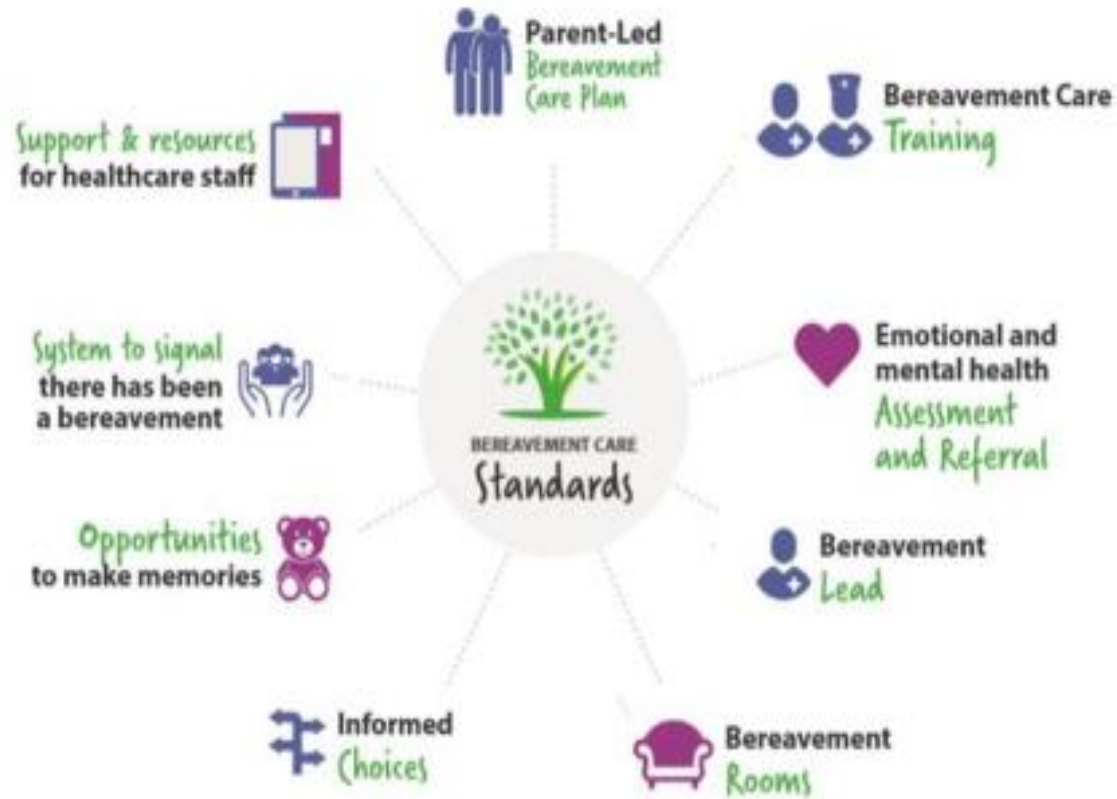 Parent-Led
Bereavement
Care Plan
Bereavement Care
Training
Emotional and
mental health
Assessment
and Referral
Bereavement
Lead
Bereavement
Rooms
Informed
Choices
Opportunities
to make memories
System to signal
there has been
a bereavement
Support & resources
for healthcare staff
BEREAVEMENT CARE
Standards